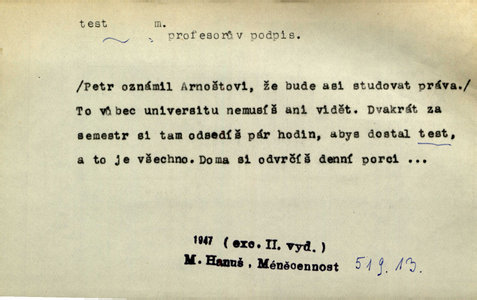 test m.
profesorův podpis.
/Petr oznámil Arnoštovi, že bude asi studovat práva./
To vůbec universitu nemusíš ani vidět. Dvakrát za
semestr si tam odsedíš pár hodin, abys dostal test,
a to je všechno. Doma si odvrčíš denní porci ...
1947 ( exc. II. vyd. )
M. Hanuš, Méněcennost 519.13.